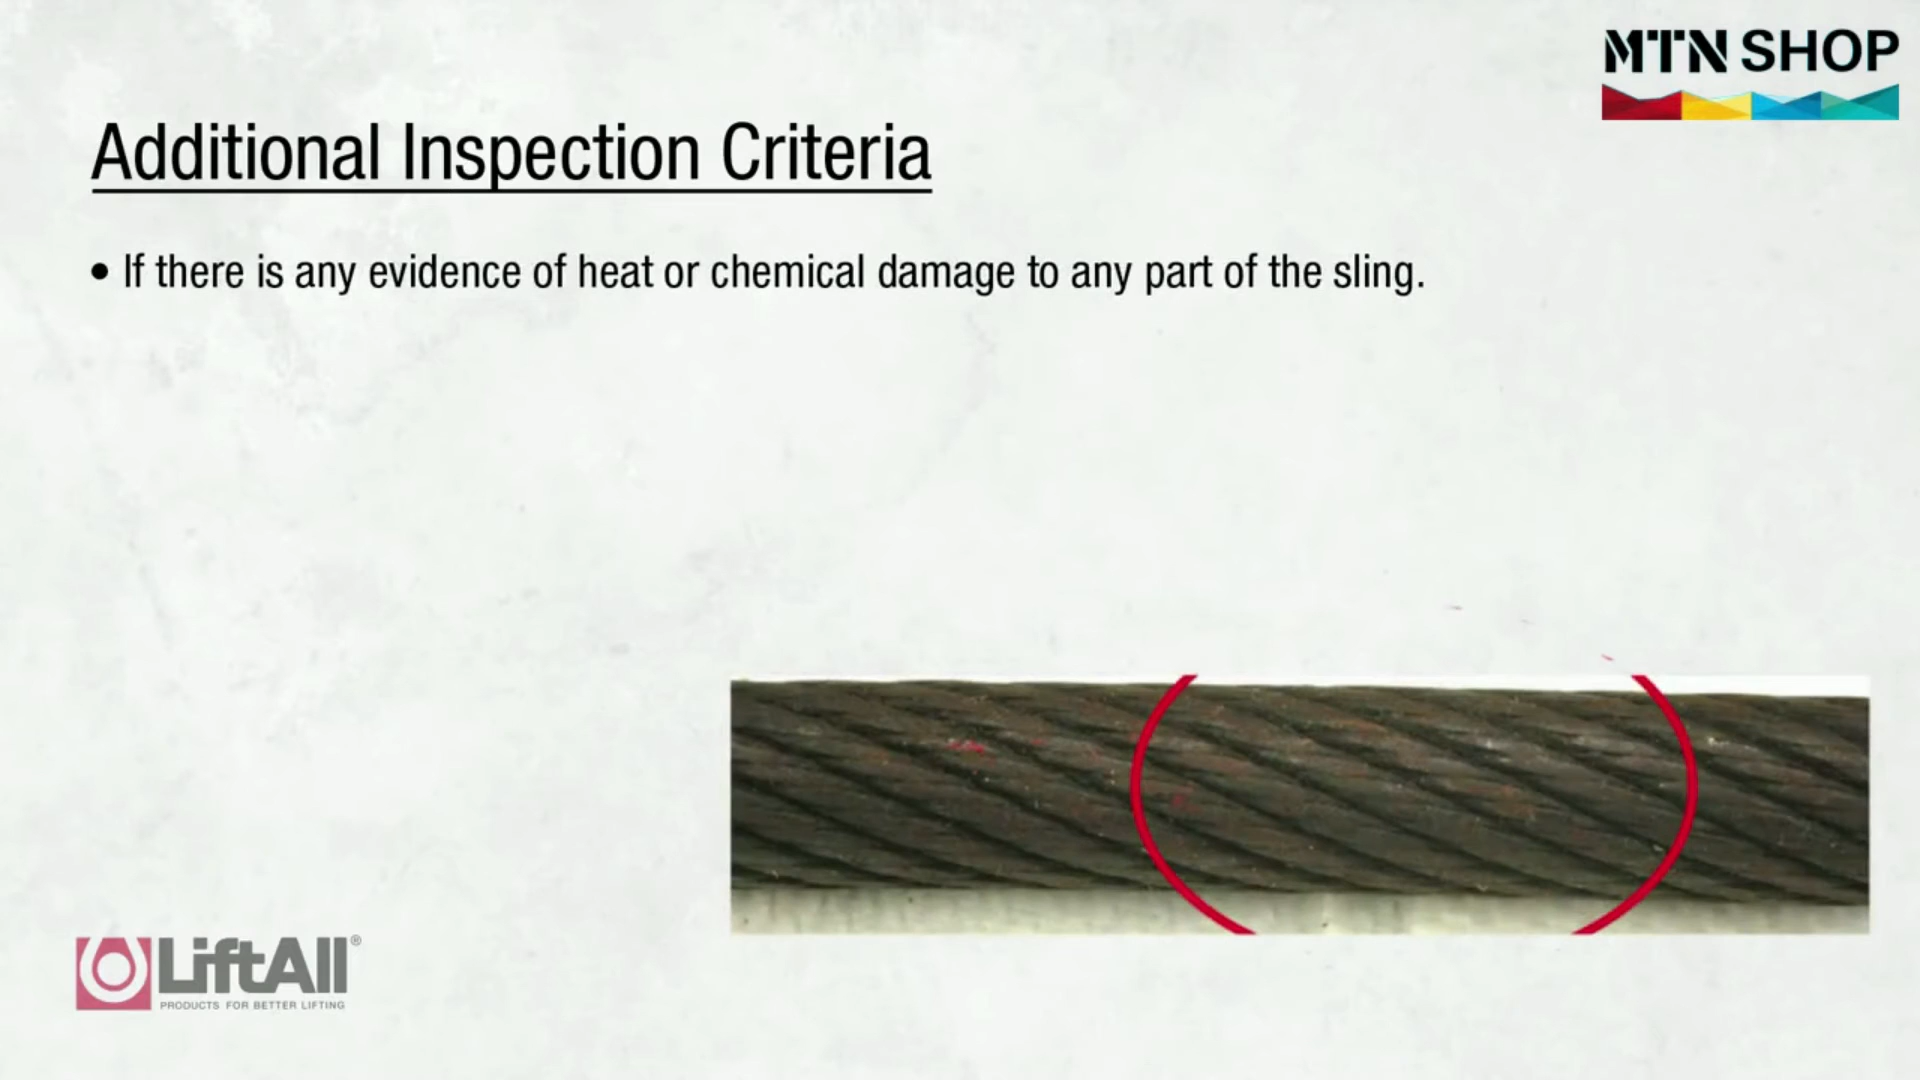 MTN SHOP
Additional Inspection Criteria
• If there is any evidence of heat or chemical damage to any part of the sling.
LiftAll®
PRODUCTS FOR BETTER LIFTING